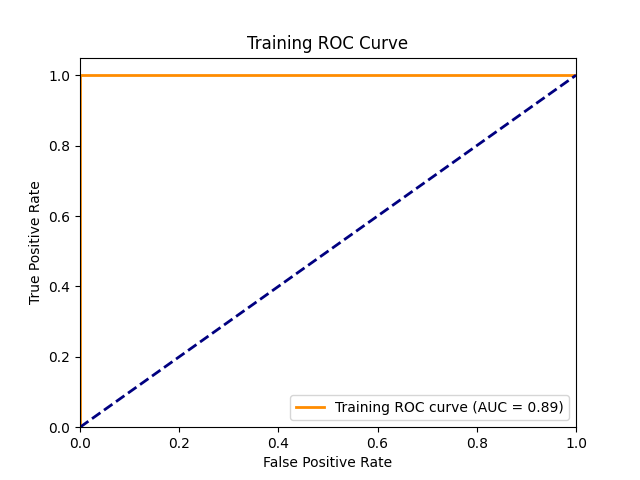 Training ROC Curve
True Positive Rate
1.0
0.8
0.6
0.4
0.2
0.0
Training ROC curve (AUC = 0.89)
0.0 0.2 0.4 0.6 0.8 1.0
False Positive Rate